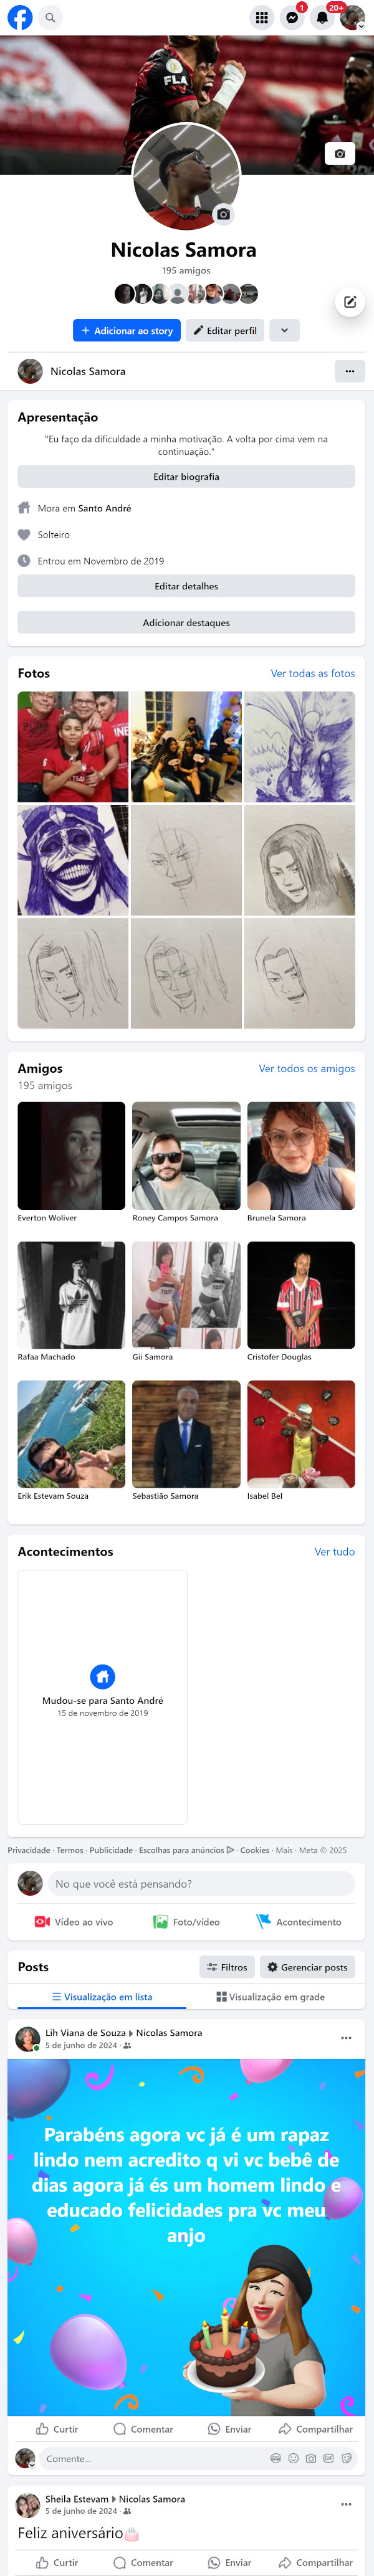 1
20+
FLA
Nicolas Samora
195 amigos
Adicionar ao story
Editar perfil
Nicolas Samora
Apresentação
"Eu faço da dificuldade a minha motivação. A volta por cima vem na
continuação."
Editar biografia
Mora em Santo André
Solteiro
Entrou em Novembro de 2019
Editar detalhes
Adicionar destaques
Fotos
Ver todas as fotos
Amigos
Ver todos os amigos
195 amigos
Everton Woliver
Roney Campos Samora
Brunela Samora
Rafaa Machado
Gii Samora
Cristofer Douglas
Erik Estevam Souza
Sebastião Samora
Isabel Bel
Acontecimentos
Ver tudo
Mudou-se para Santo André
15 de novembro de 2019
Privacidade · Termos · Publicidade · Escolhas para anúncios · Cookies · Mais · Meta © 2025
No que você está pensando?
Vídeo ao vivo
Foto/vídeo
Acontecimento
Posts
Filtros
Gerenciar posts
Visualização em lista
Visualização em grade
Lih Viana de Souza Nicolas Samora
5 de junho de 2024 ·
Parabéns agora vc já é um rapaz
lindo nem acredito q vi vc bebê de
dias agora já és um homem lindo e
educado felicidades pra vc meu
anjo
Curtir
Comentar
Enviar
Compartilhar
Comente...
Sheila Estevam Nicolas Samora
5 de junho de 2024 ·
Feliz aniversário🎂
Curtir
Comentar
Enviar
Compartilhar